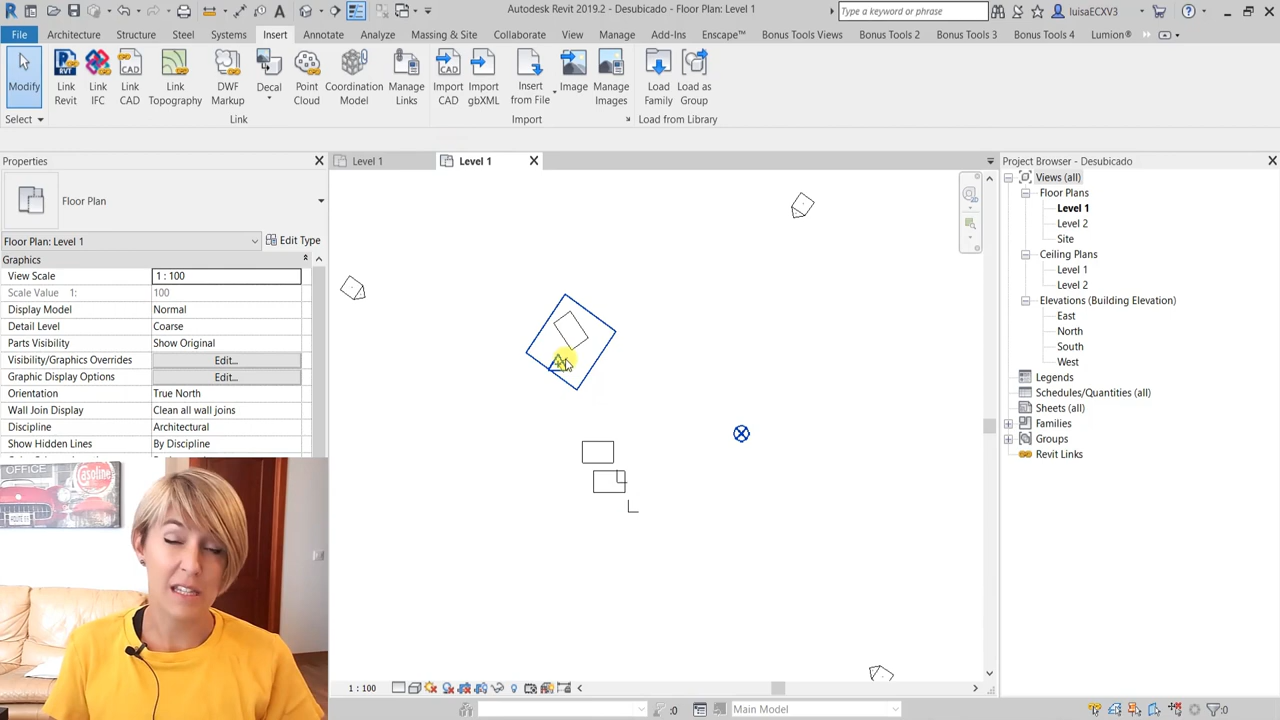 Autodesk Revit 2019.2 - Desubicado - Floor Plan: Level 1
Type a keyword or phrase
luisaECXV3
File Architecture Structure Steel Systems Insert Annotate Analyze Massing & Site Collaborate View Manage Add-Ins Enscape™ Bonus Tools Views Bonus Tools 2 Bonus Tools 3 Bonus Tools 4 Lumion®
Modify
Link Revit
Link IFC
Link CAD
Link Topography
DWF Markup
Decal
Point Cloud
Coordination Model
Manage Links
Import CAD
Import gbXML
Insert from File
Image
Manage Images
Load Family
Load as Group
Select
Link
Import
Load from Library
Properties
Level 1
Level 1
Project Browser - Desubicado
Floor Plan
Floor Plan: Level 1
Edit Type
Graphics
View Scale 1 : 100
Scale Value 1: 100
Display Model Normal
Detail Level Coarse
Parts Visibility Show Original
Visibility/Graphics Overrides Edit...
Graphic Display Options Edit...
Orientation True North
Wall Join Display Clean all wall joins
Discipline Architectural
Show Hidden Lines By Discipline
Views (all)
Floor Plans
Level 1
Level 2
Site
Ceiling Plans
Level 1
Level 2
Elevations (Building Elevation)
East
North
South
West
Legends
Schedules/Quantities (all)
Sheets (all)
Families
Groups
Revit Links
OFFICE
Gasoline
1 : 100
:0
Main Model
:0